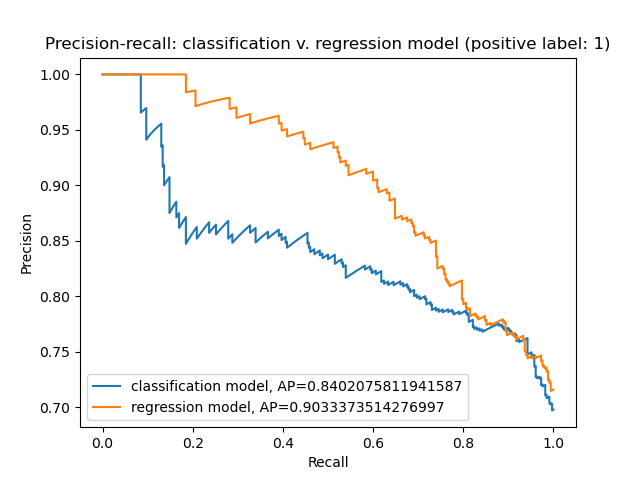 Precision-recall: classification v. regression model (positive label: 1)
1.00
0.95
0.90
0.85
0.80
0.75
0.70
Precision
classification model, AP=0.8402075811941587
regression model, AP=0.9033373514276997
0.0 0.2 0.4 0.6 0.8 1.0
Recall